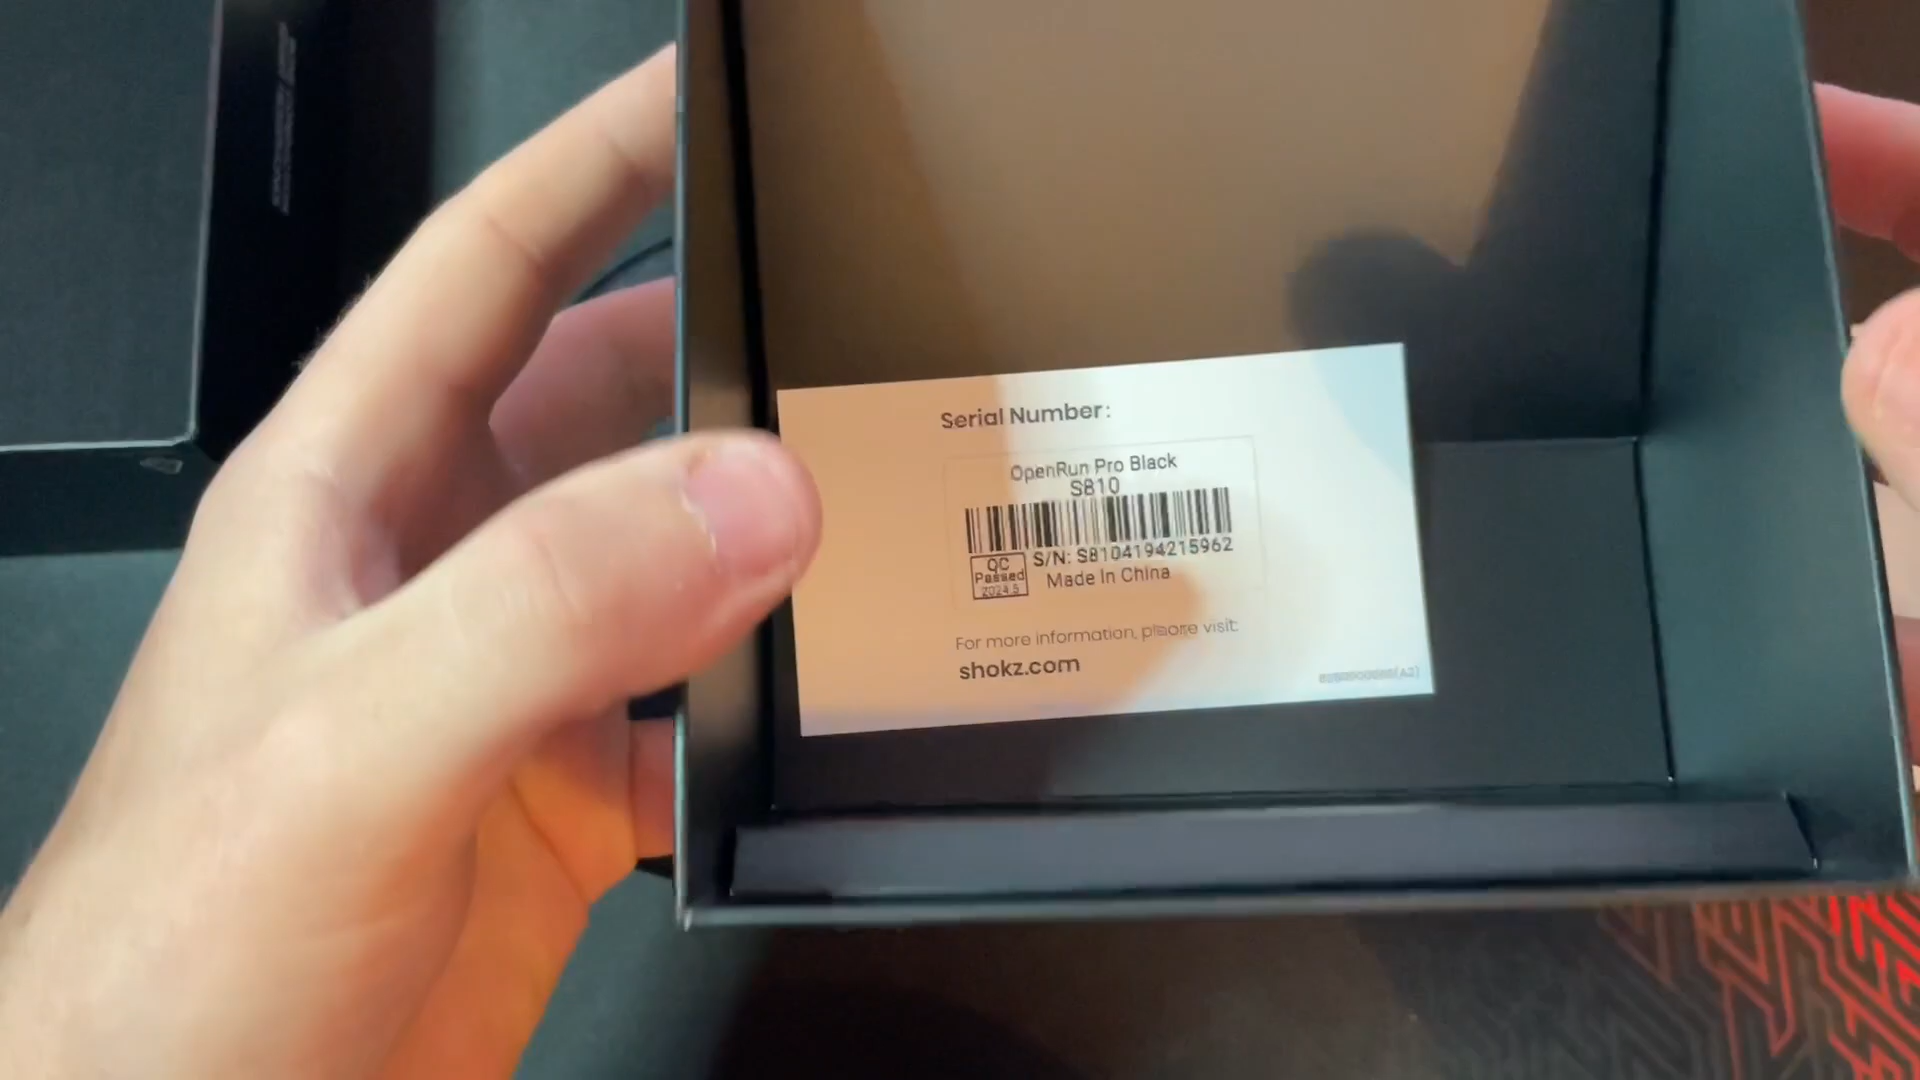 Serial Number:
OpenRun Pro Black
S810
S/N: S8104194215962
QC
Passed
2024.5
Made In China
For more information, please visit:
shokz.com